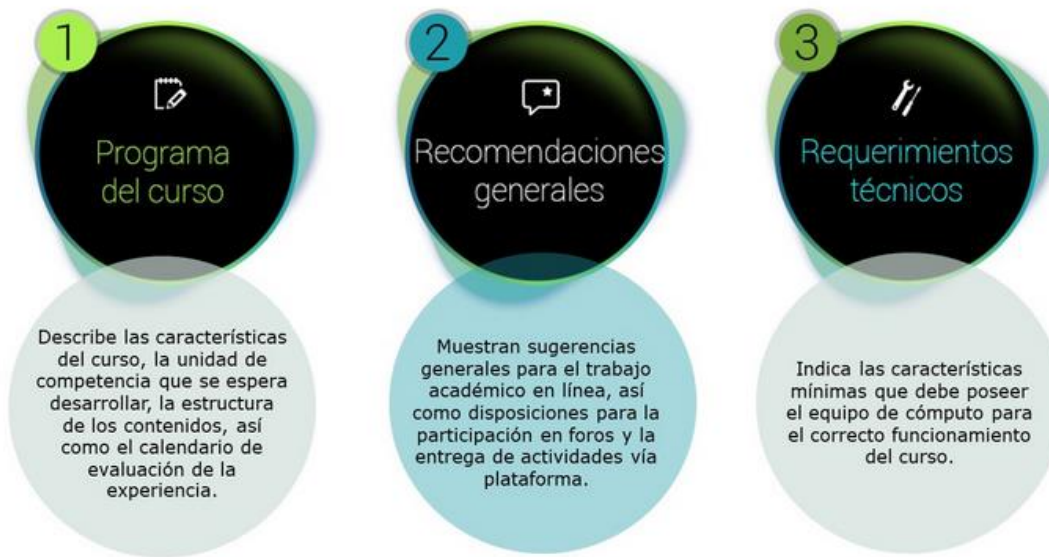 1
Programa
del curso
Describe las características
del curso, la unidad de
competencia que se espera
desarrollar, la estructura
de los contenidos, así
como el calendario de
evaluación de la
experiencia.
2
Recomendaciones
generales
Muestran sugerencias
generales para el trabajo
académico en línea, así
como disposiciones para la
participación en foros y la
entrega de actividades vía
plataforma.
3
Requerimientos
técnicos
Indica las características
mínimas que debe poseer
el equipo de cómputo para
el correcto funcionamiento
del curso.